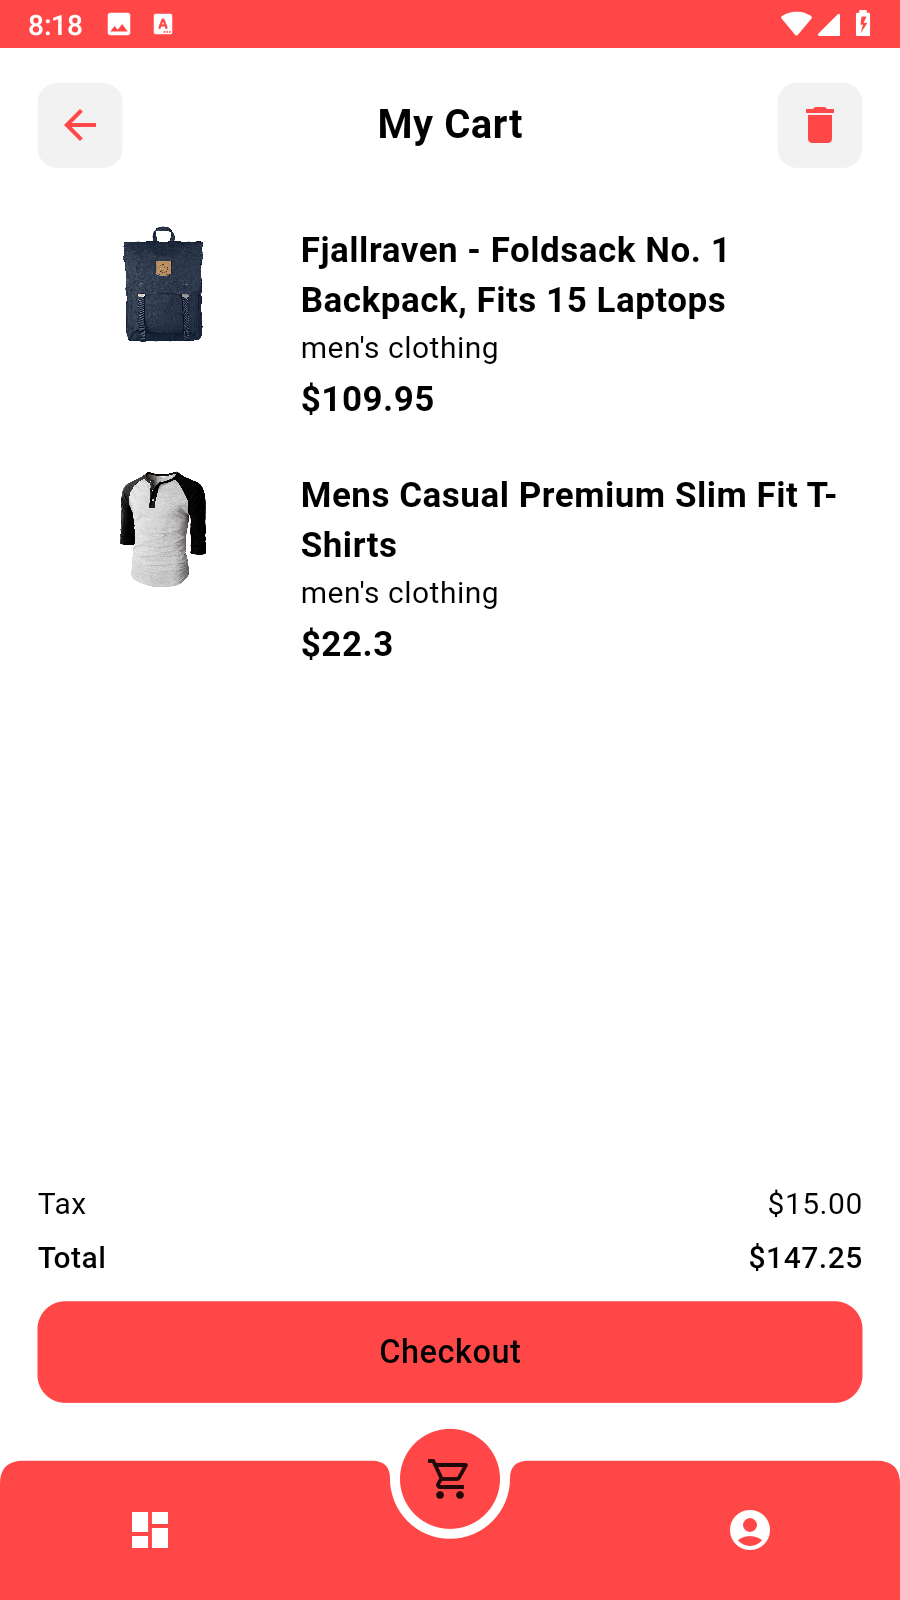 8:18
My Cart
Fjallraven - Foldsack No. 1
Backpack, Fits 15 Laptops
men's clothing
$109.95
Mens Casual Premium Slim Fit T-
Shirts
men's clothing
$22.3
Tax $15.00
Total $147.25
Checkout